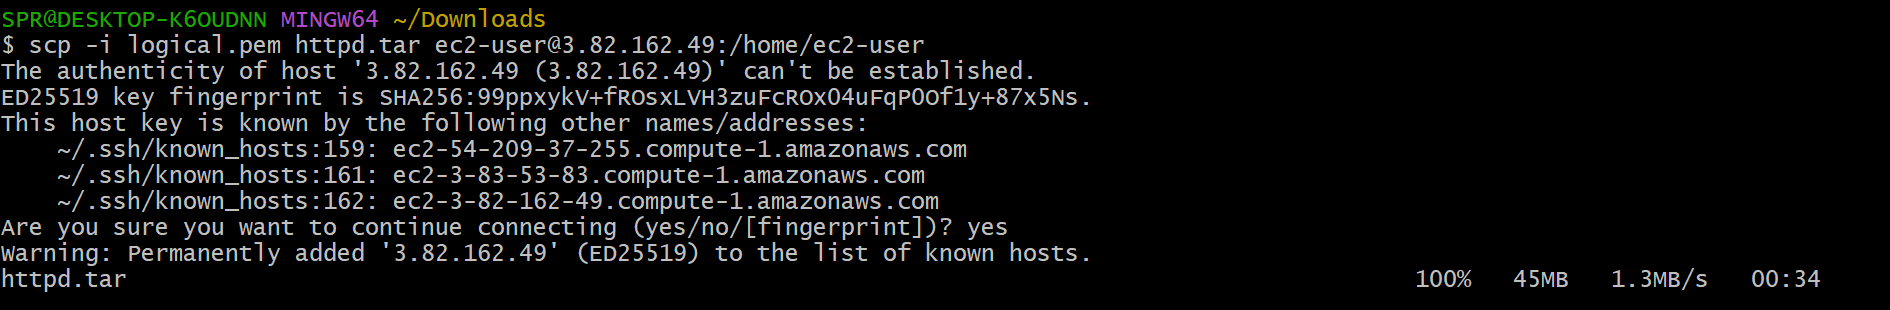 SPR@DESKTOP-K6OUDNN MINGW64 ~/Downloads
$ scp -i logical.pem httpd.tar ec2-user@3.82.162.49:/home/ec2-user
The authenticity of host '3.82.162.49 (3.82.162.49)' can't be established.
ED25519 key fingerprint is SHA256:99ppxykV+fROsxLVH3zuFcROxO4uFqPOOf1y+87x5Ns.
This host key is known by the following other names/addresses:
    ~/.ssh/known_hosts:159: ec2-54-209-37-255.compute-1.amazonaws.com
    ~/.ssh/known_hosts:161: ec2-3-83-53-83.compute-1.amazonaws.com
    ~/.ssh/known_hosts:162: ec2-3-82-162-49.compute-1.amazonaws.com
Are you sure you want to continue connecting (yes/no/[fingerprint])? yes
Warning: Permanently added '3.82.162.49' (ED25519) to the list of known hosts.
httpd.tar 100% 45MB 1.3MB/s 00:34